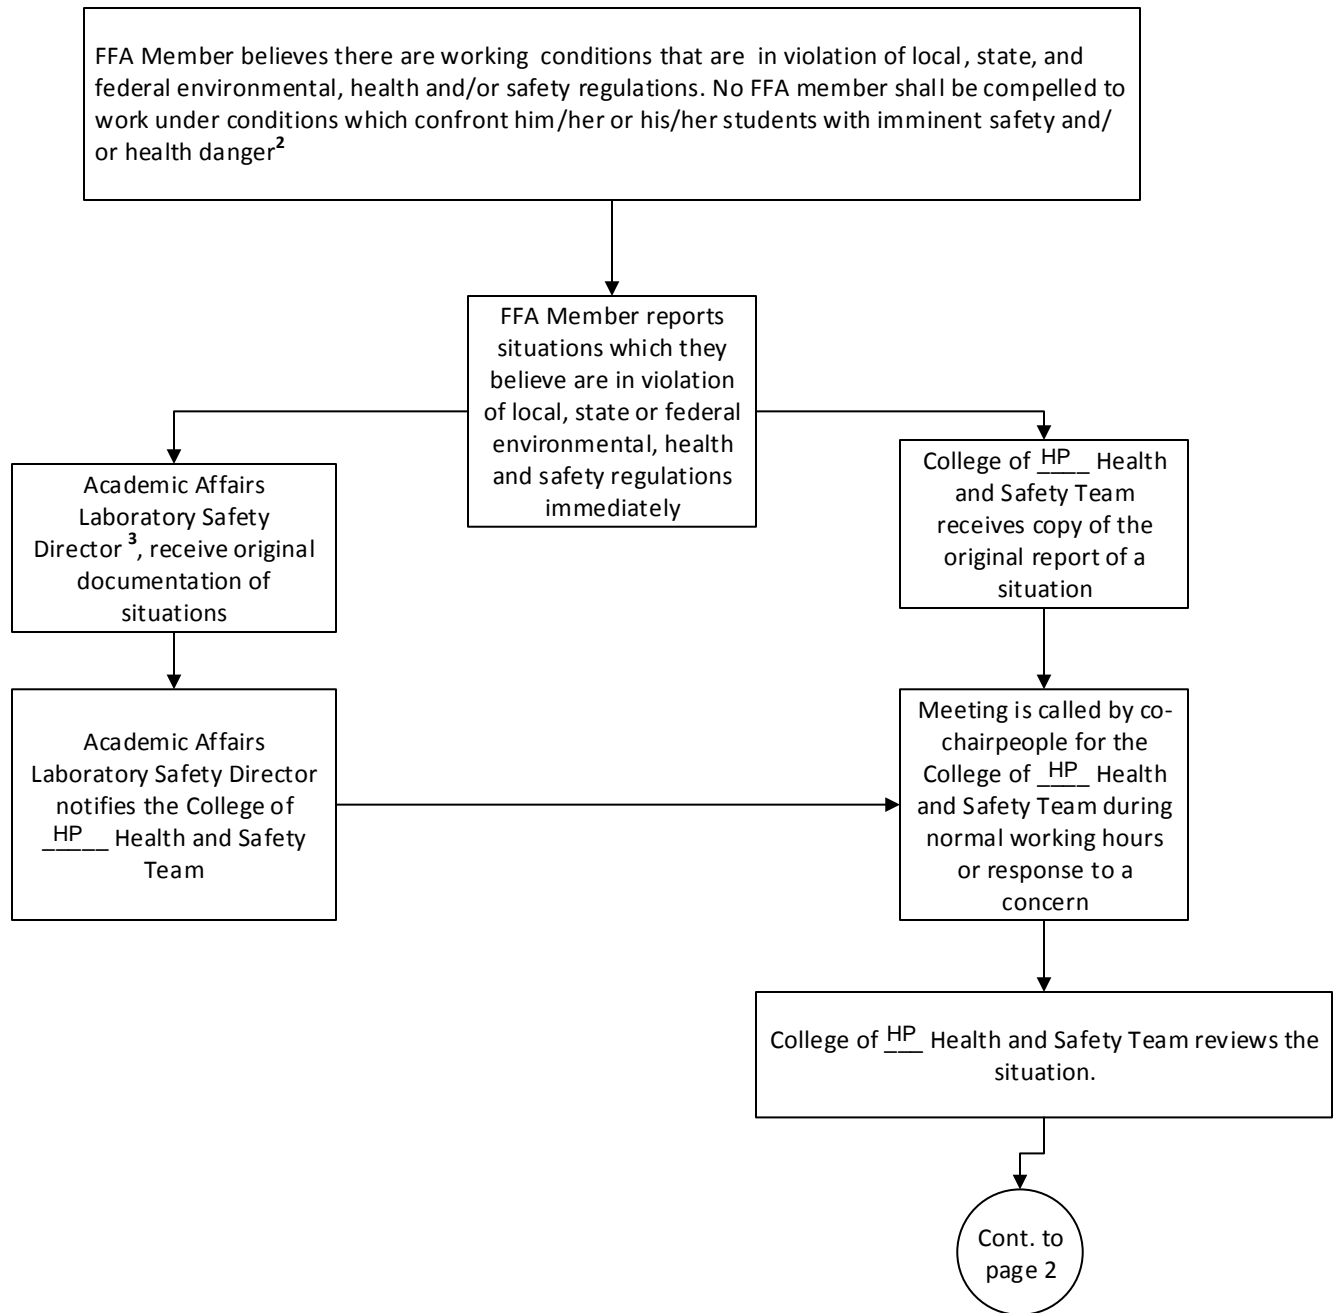 FFA Member believes there are working conditions that are in violation of local, state, and
federal environmental, health and/or safety regulations. No FFA member shall be compelled to
work under conditions which confront him/her or his/her students with imminent safety and/
or health danger2
FFA Member reports
situations which they
believe are in violation
of local, state or federal
environmental, health
and safety regulations
immediately
Academic Affairs
Laboratory Safety
Director 3, receive original
documentation of
situations
College of HP Health
and Safety Team
receives copy of the
original report of a
situation
Academic Affairs
Laboratory Safety Director
notifies the College of
HP Health and Safety
Team
Meeting is called by co-
chairpeople for the
College of HP Health
and Safety Team during
normal working hours
or response to a
concern
College of HP Health and Safety Team reviews the
situation.
Cont. to
page 2